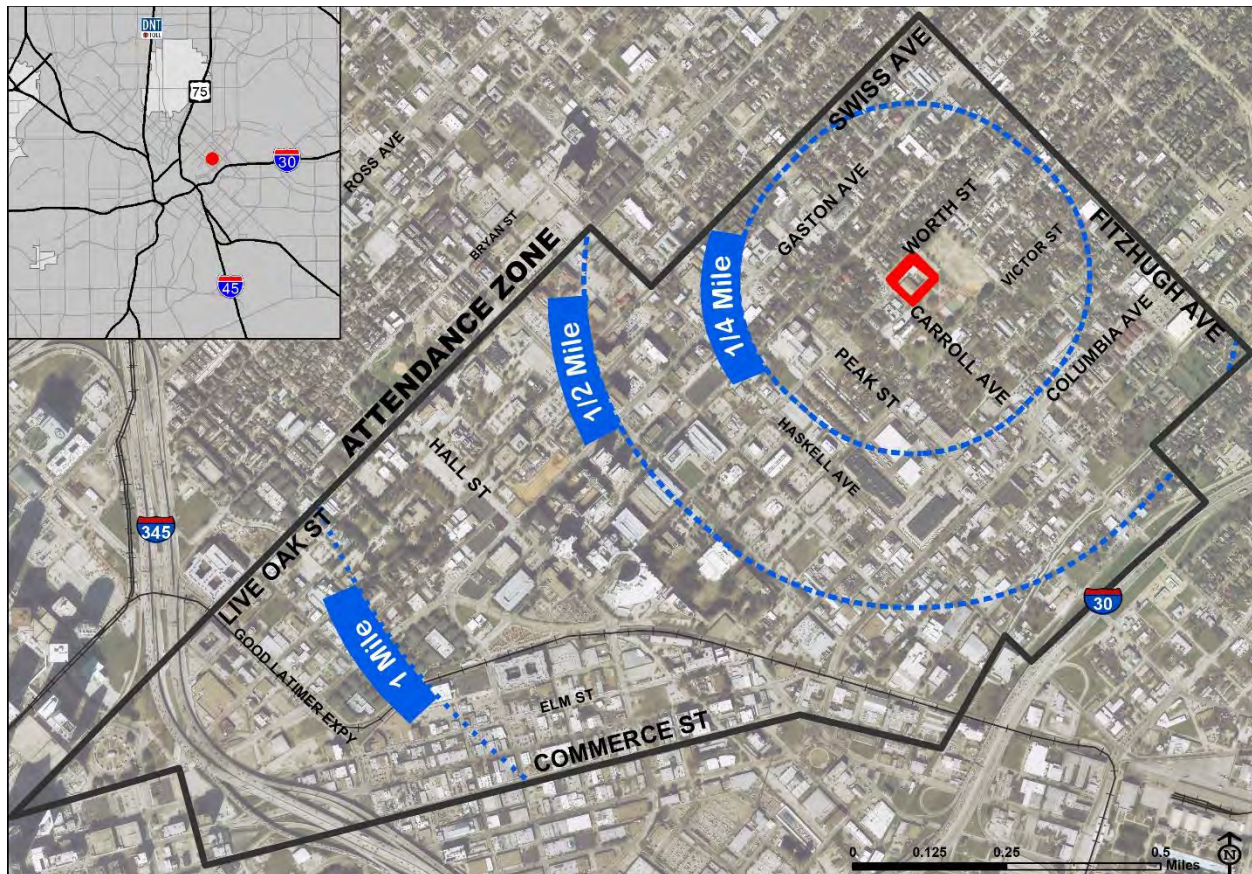 DNT
TOLL
75
30
45
ROSS AVE
BRYAN ST
SWISS AVE
GASTON AVE
WORTH ST
VICTOR ST
FITZHUGH AVE
ATTENDANCE ZONE
1/4 Mile
1/2 Mile
CARROLL AVE
COLUMBIA AVE
PEAK ST
HASKELL AVE
HALL ST
345
LIVE OAK ST
1 Mile
GOOD LATIMER EXPY
ELM ST
COMMERCE ST
30
0 0.125 0.25 0.5
Miles
N